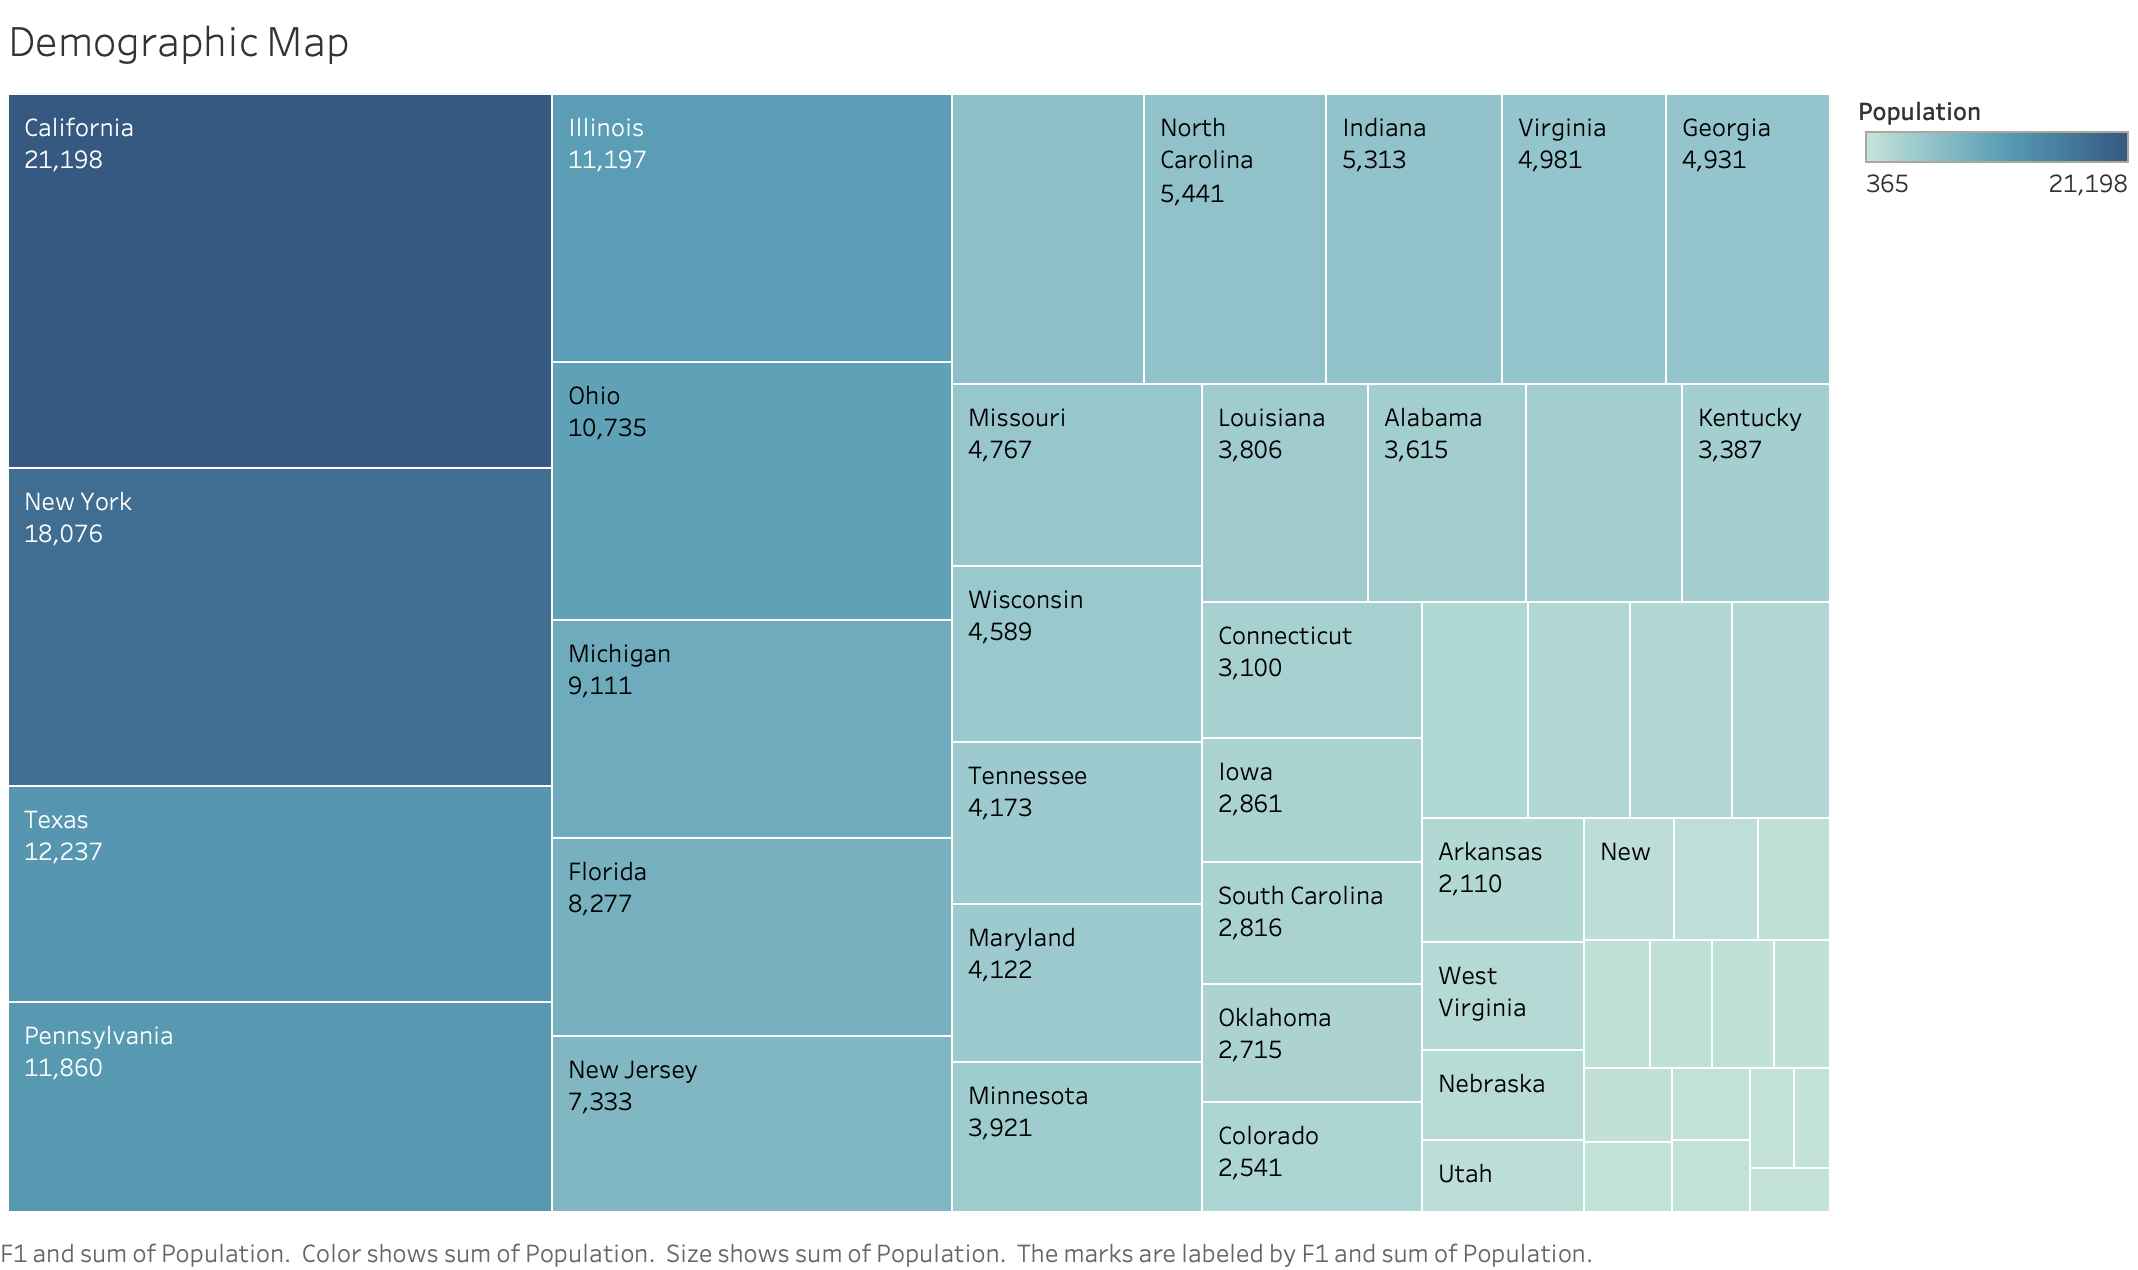 Demographic Map
California
21,198
New York
18,076
Texas
12,237
Pennsylvania
11,860
Illinois
11,197
Ohio
10,735
Michigan
9,111
Florida
8,277
New Jersey
7,333
North
Carolina
5,441
Indiana
5,313
Virginia
4,981
Georgia
4,931
Missouri
4,767
Wisconsin
4,589
Tennessee
4,173
Maryland
4,122
Minnesota
3,921
Louisiana
3,806
Alabama
3,615
Kentucky
3,387
Connecticut
3,100
Iowa
2,861
South Carolina
2,816
Oklahoma
2,715
Colorado
2,541
Arkansas
2,110
West
Virginia
Nebraska
Utah
New
Population
365 21,198
F1 and sum of Population. Color shows sum of Population. Size shows sum of Population. The marks are labeled by F1 and sum of Population.